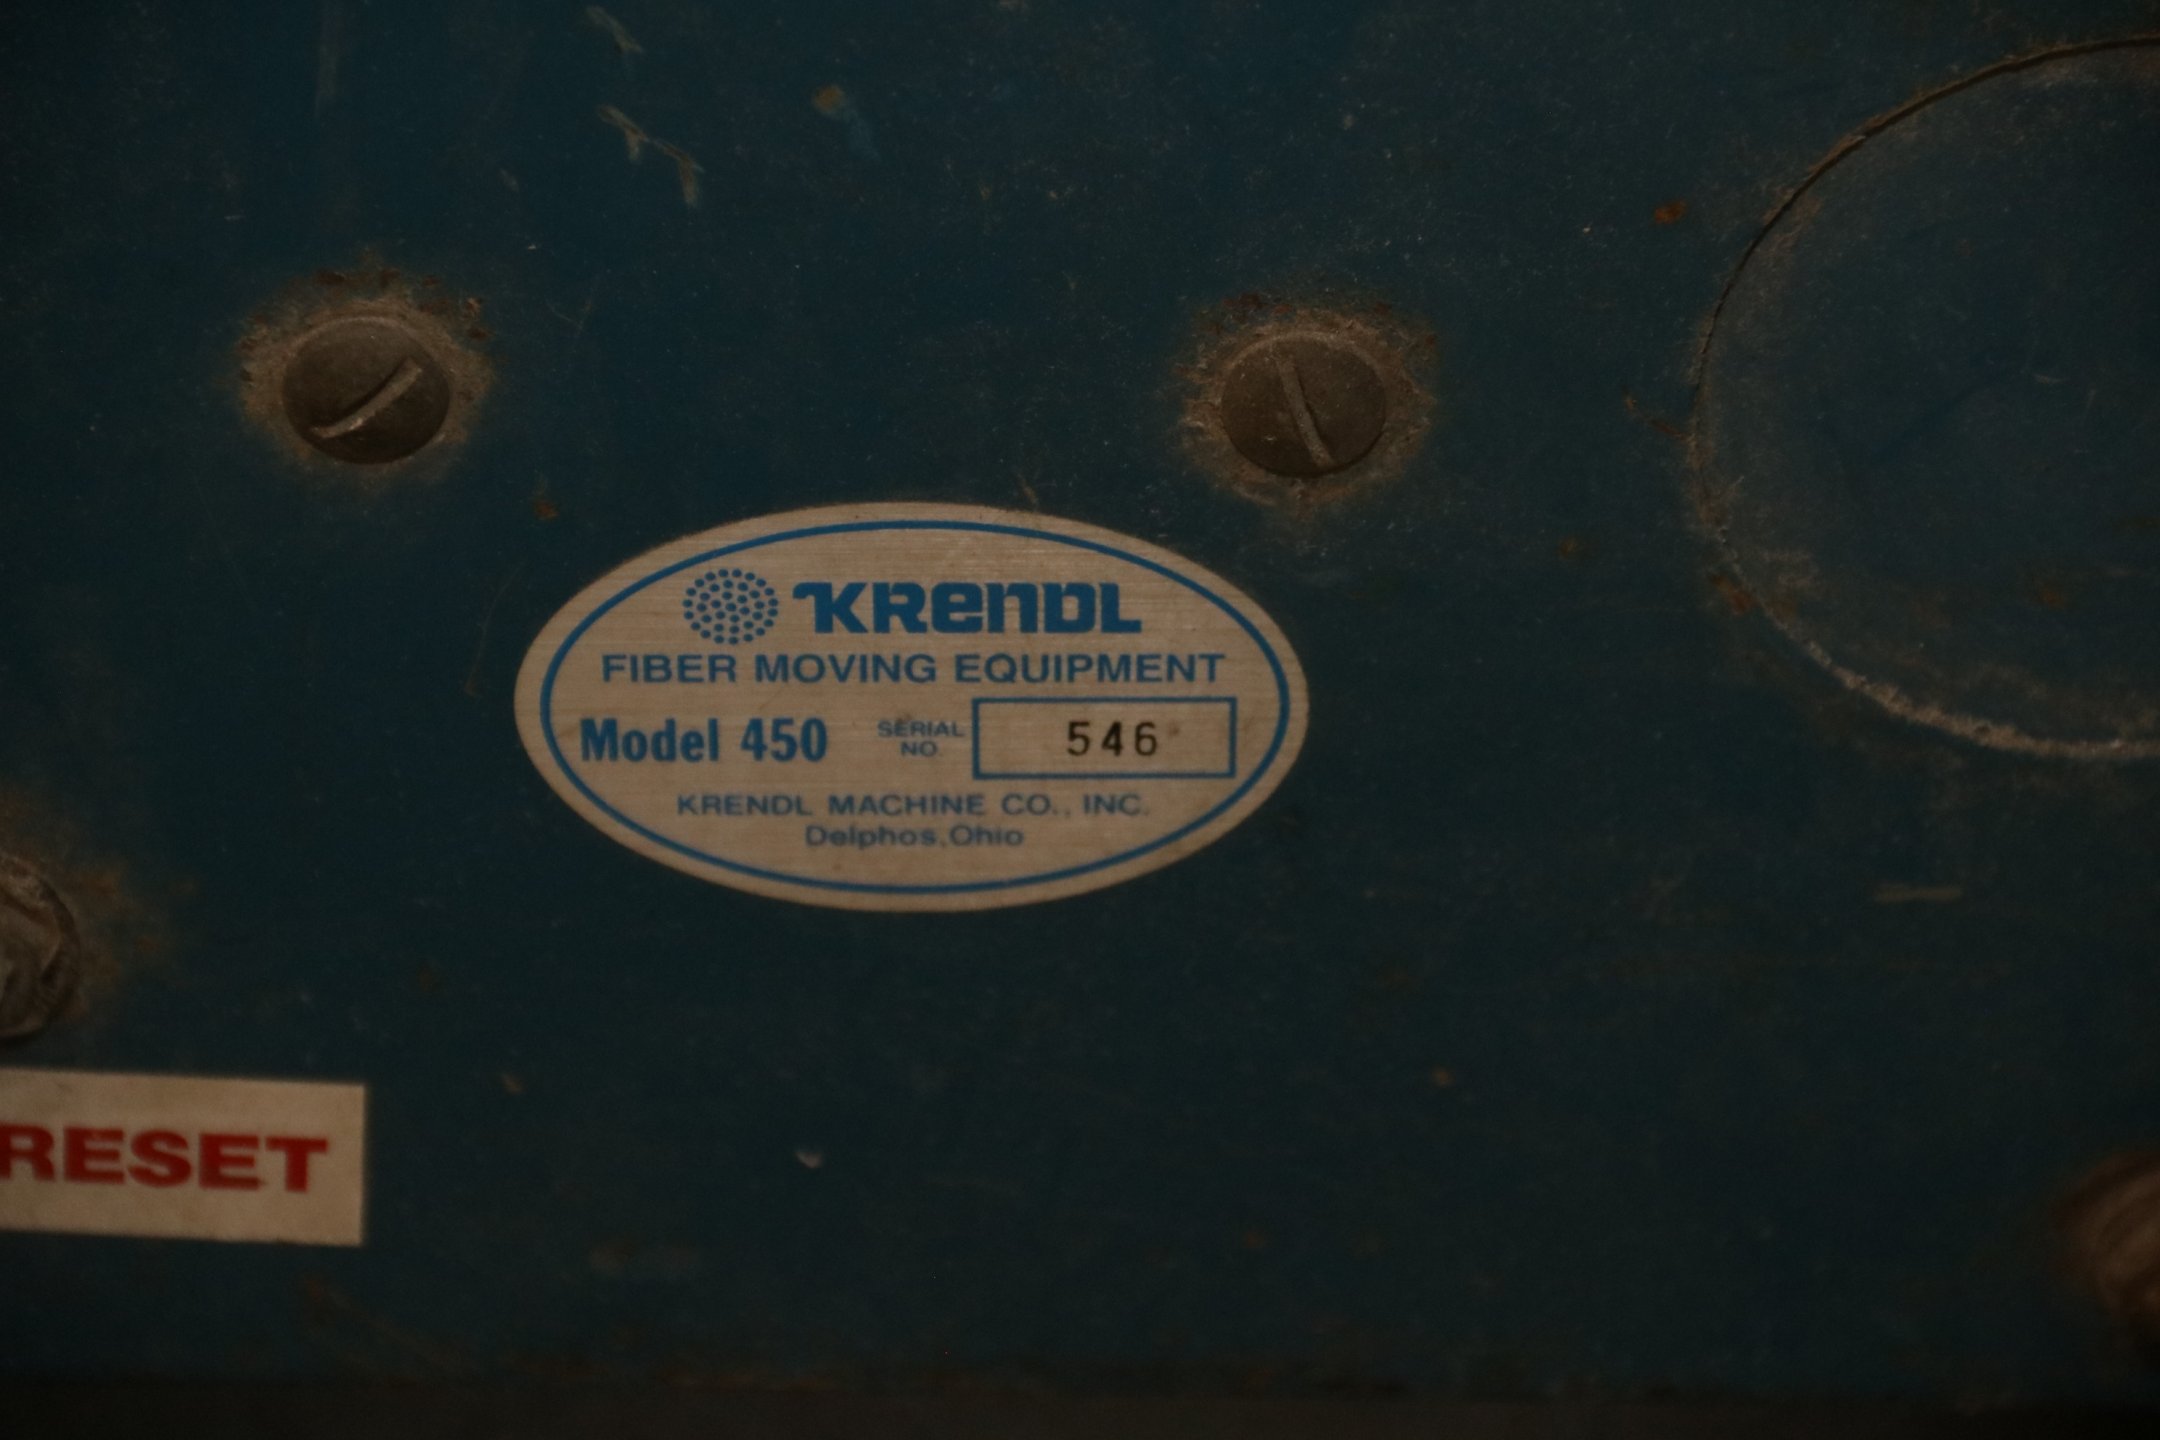 KRENDL
FIBER MOVING EQUIPMENT
Model 450 SERIAL NO. 546
KRENDL MACHINE CO., INC.
Delphos, Ohio
RESET